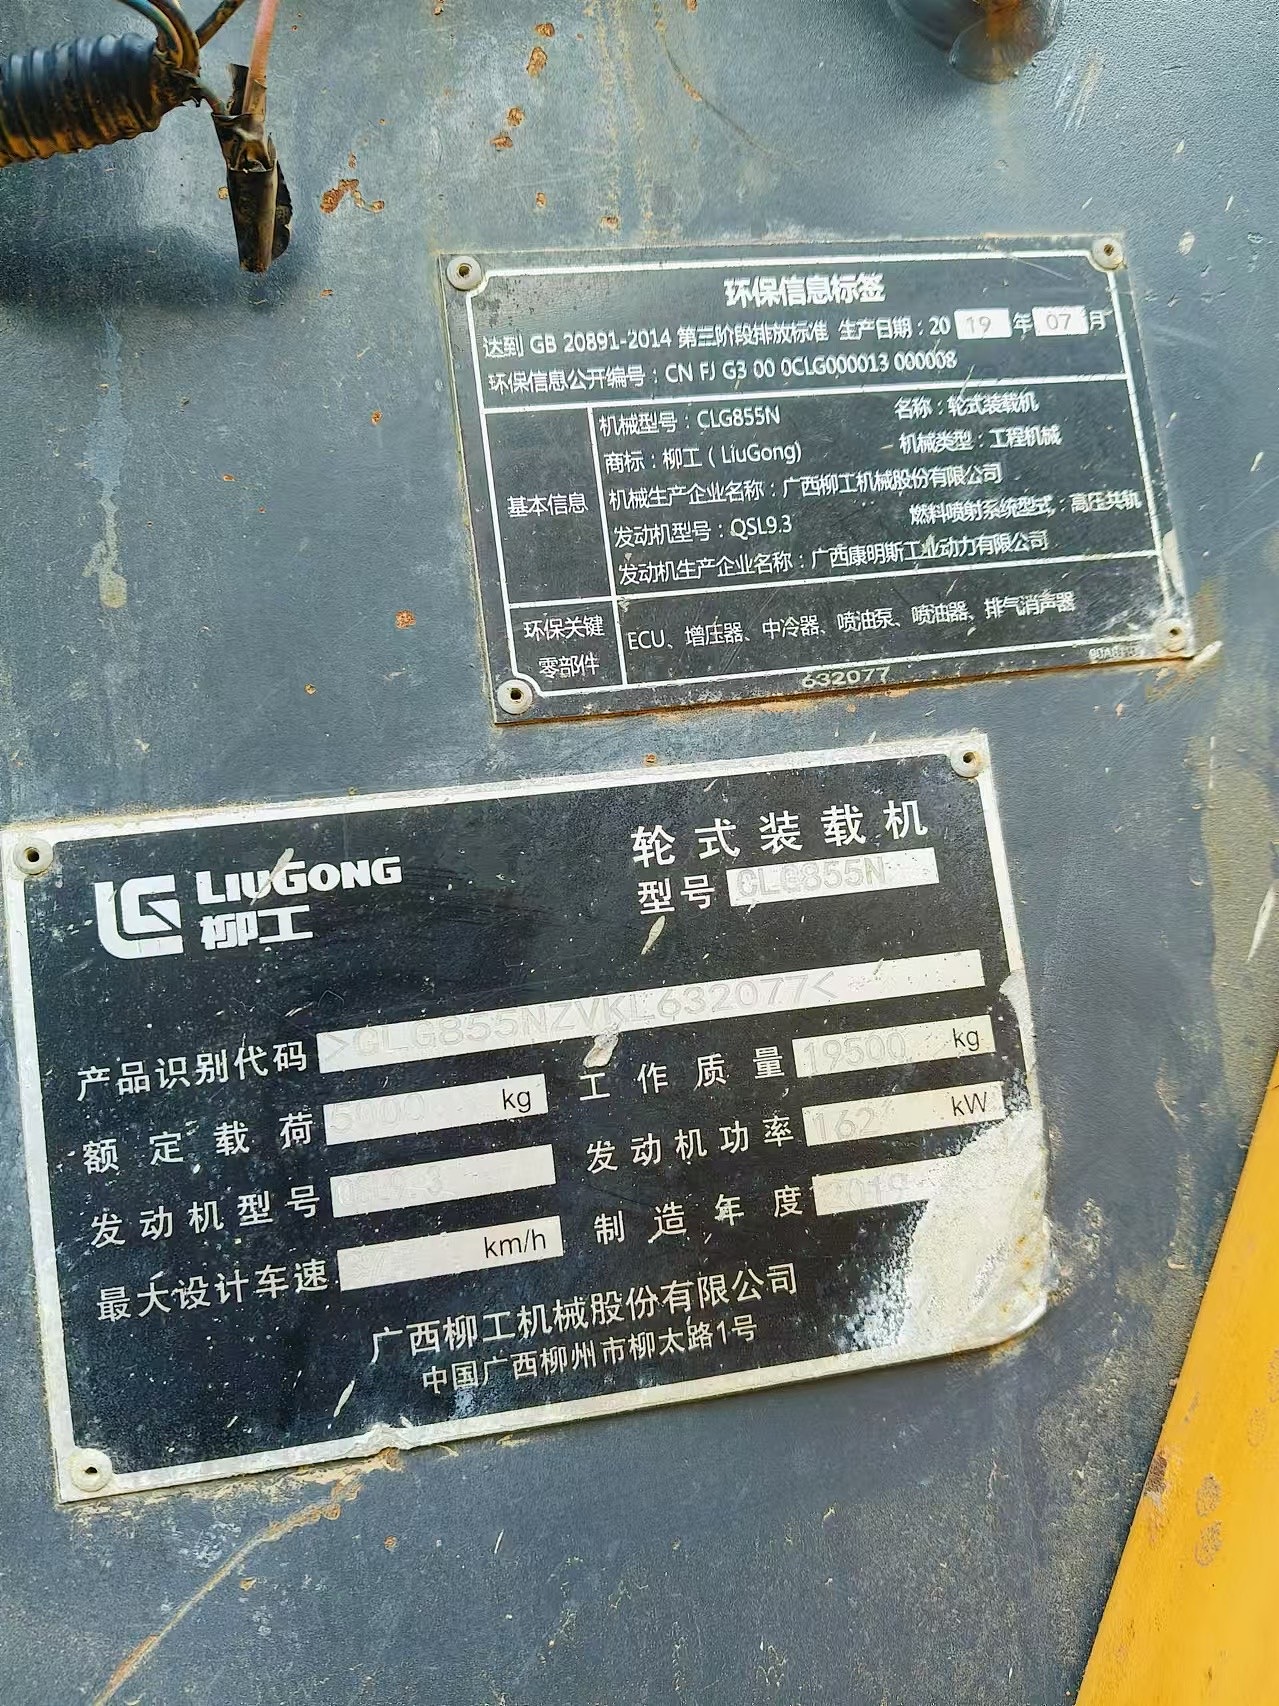 环保信息标签
达到 GB 20891-2014 第三阶段排放标准 生产日期：20 19 年 07 月
环保信息公开编号：CN FJ G3 00 0CLG000013 000008
基本信息
机械型号：CLG855N 名称：轮式装载机
商标：柳工（LiuGong) 机械类型：工程机械
机械生产企业名称：广西柳工机械股份有限公司
发动机型号：QSL9.3 燃料喷射系统型式：高压共轨
发动机生产企业名称：广西康明斯工业动力有限公司
环保关键
零部件
ECU、增压器、中冷器、喷油泵、喷油器、排气消声器
632077
LIUGONG
柳工
轮式装载机
型号 CLG855N
产品识别代码 >CLG855NZVKL632077<
额定载荷 kg 工作质量 19500 kg
发动机型号 发动机功率 162 kW
最大设计车速 km/h 制造年度 2019
广西柳工机械股份有限公司
中国广西柳州市柳太路1号